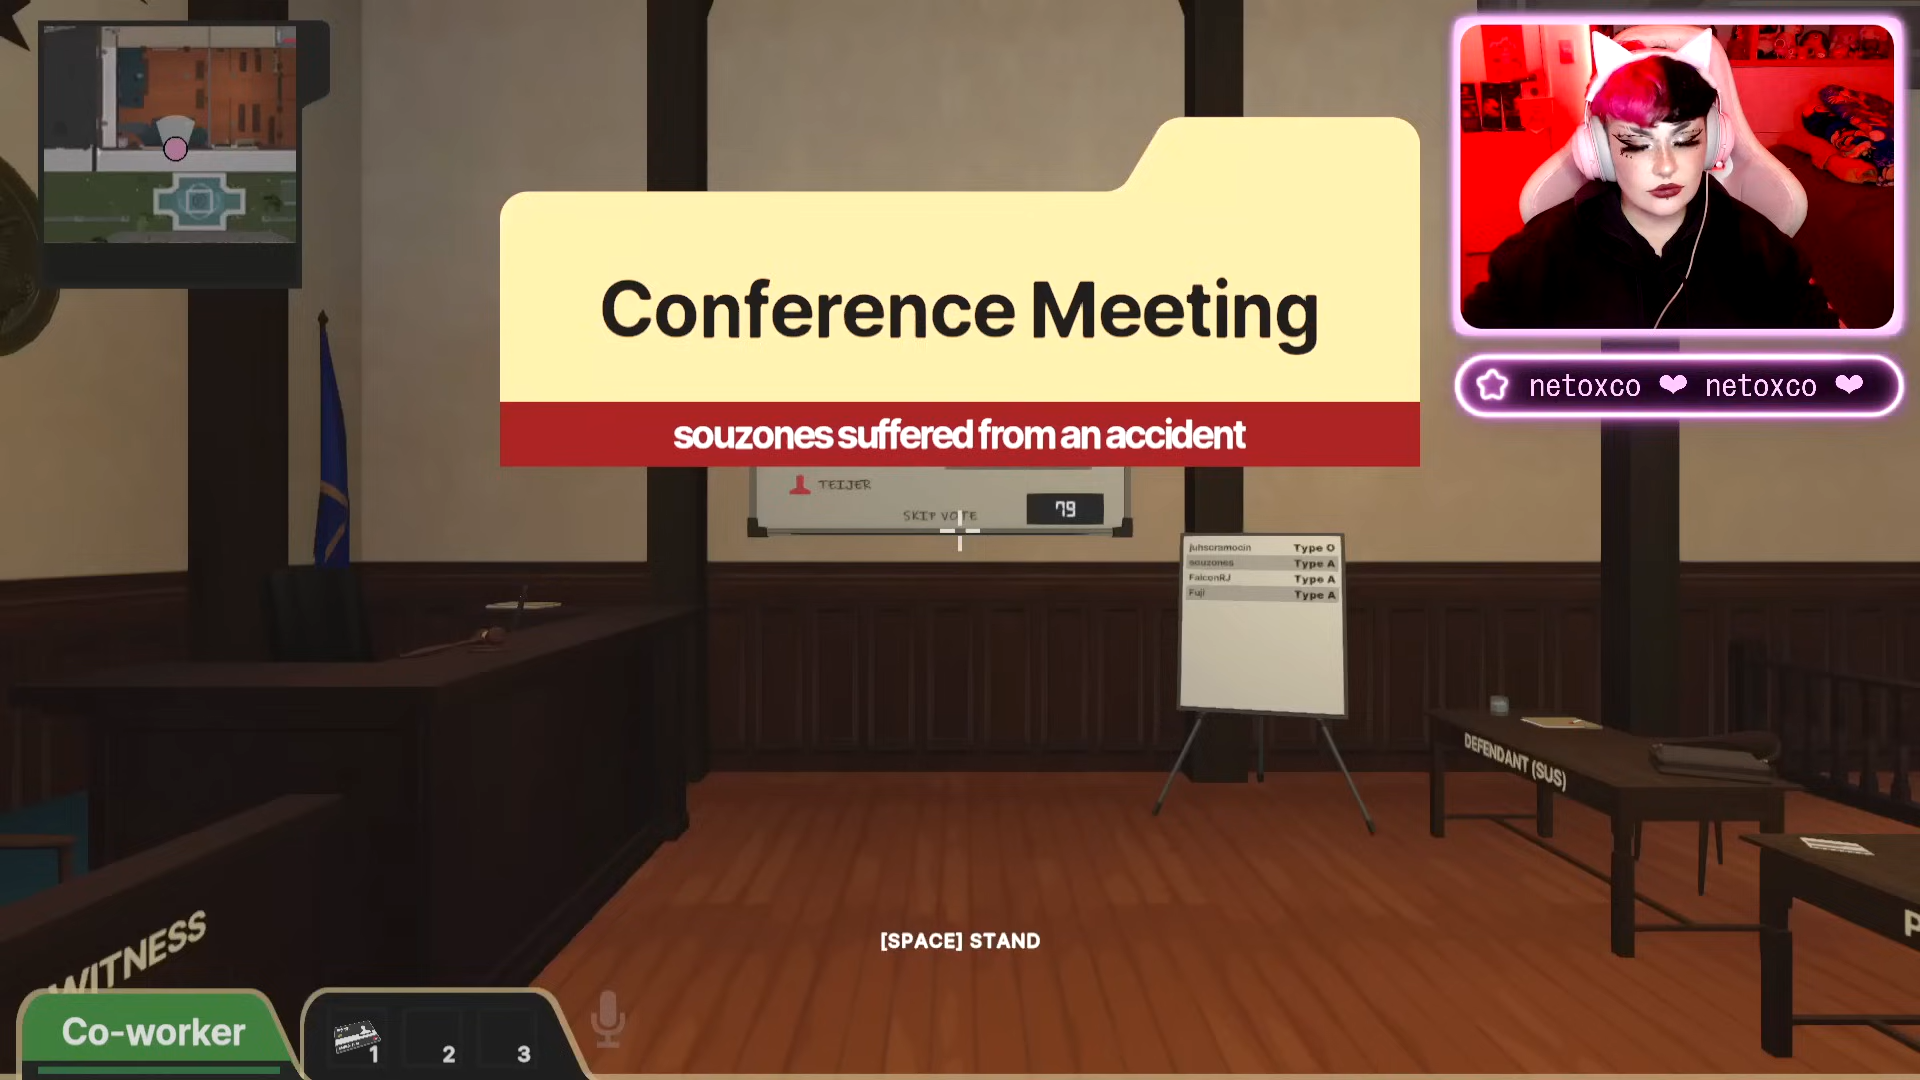 Conference Meeting
souzones suffered from an accident
netoxco ❤ netoxco ❤
TEIJER
SKIP VOTE
79
juhscramocin Type O
souzones Type A
FalconRJ Type A
Fuji Type A
DEFENDANT (SUS)
WITNESS
P
[SPACE] STAND
Co-worker
1
2
3